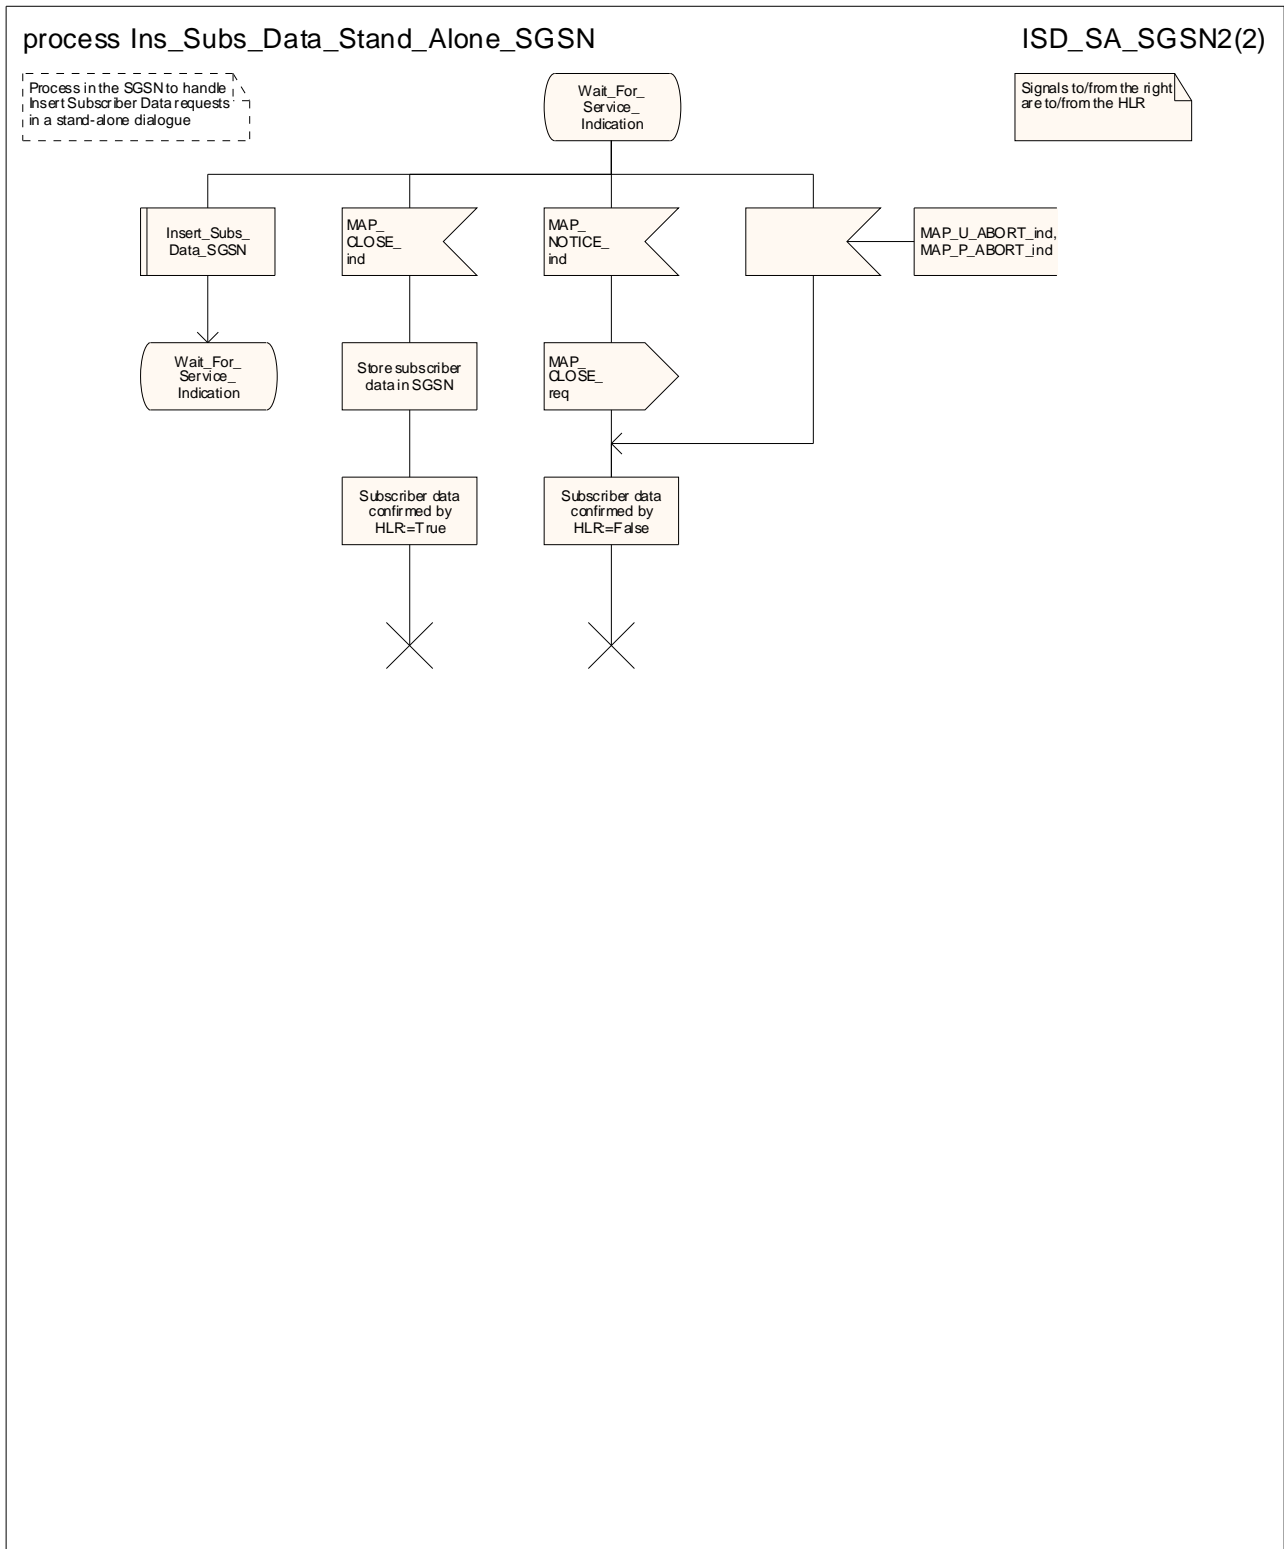 process Ins_Subs_Data_Stand_Alone_SGSN
ISD_SA_SGSN2(2)
Process in the SGSN to handle
Insert Subscriber Data requests
in a stand-alone dialogue
Wait_For_
Service_
Indication
Signals to/from the right
are to/from the HLR
Insert_Subs_
Data_SGSN
MAP_
CLOSE_
ind
MAP_
NOTICE_
ind
MAP_U_ABORT_ind,
MAP_P_ABORT_ind
Wait_For_
Service_
Indication
Store subscriber
data in SGSN
MAP_
CLOSE_
req
Subscriber data
confirmed by
HLR:=True
Subscriber data
confirmed by
HLR:=False